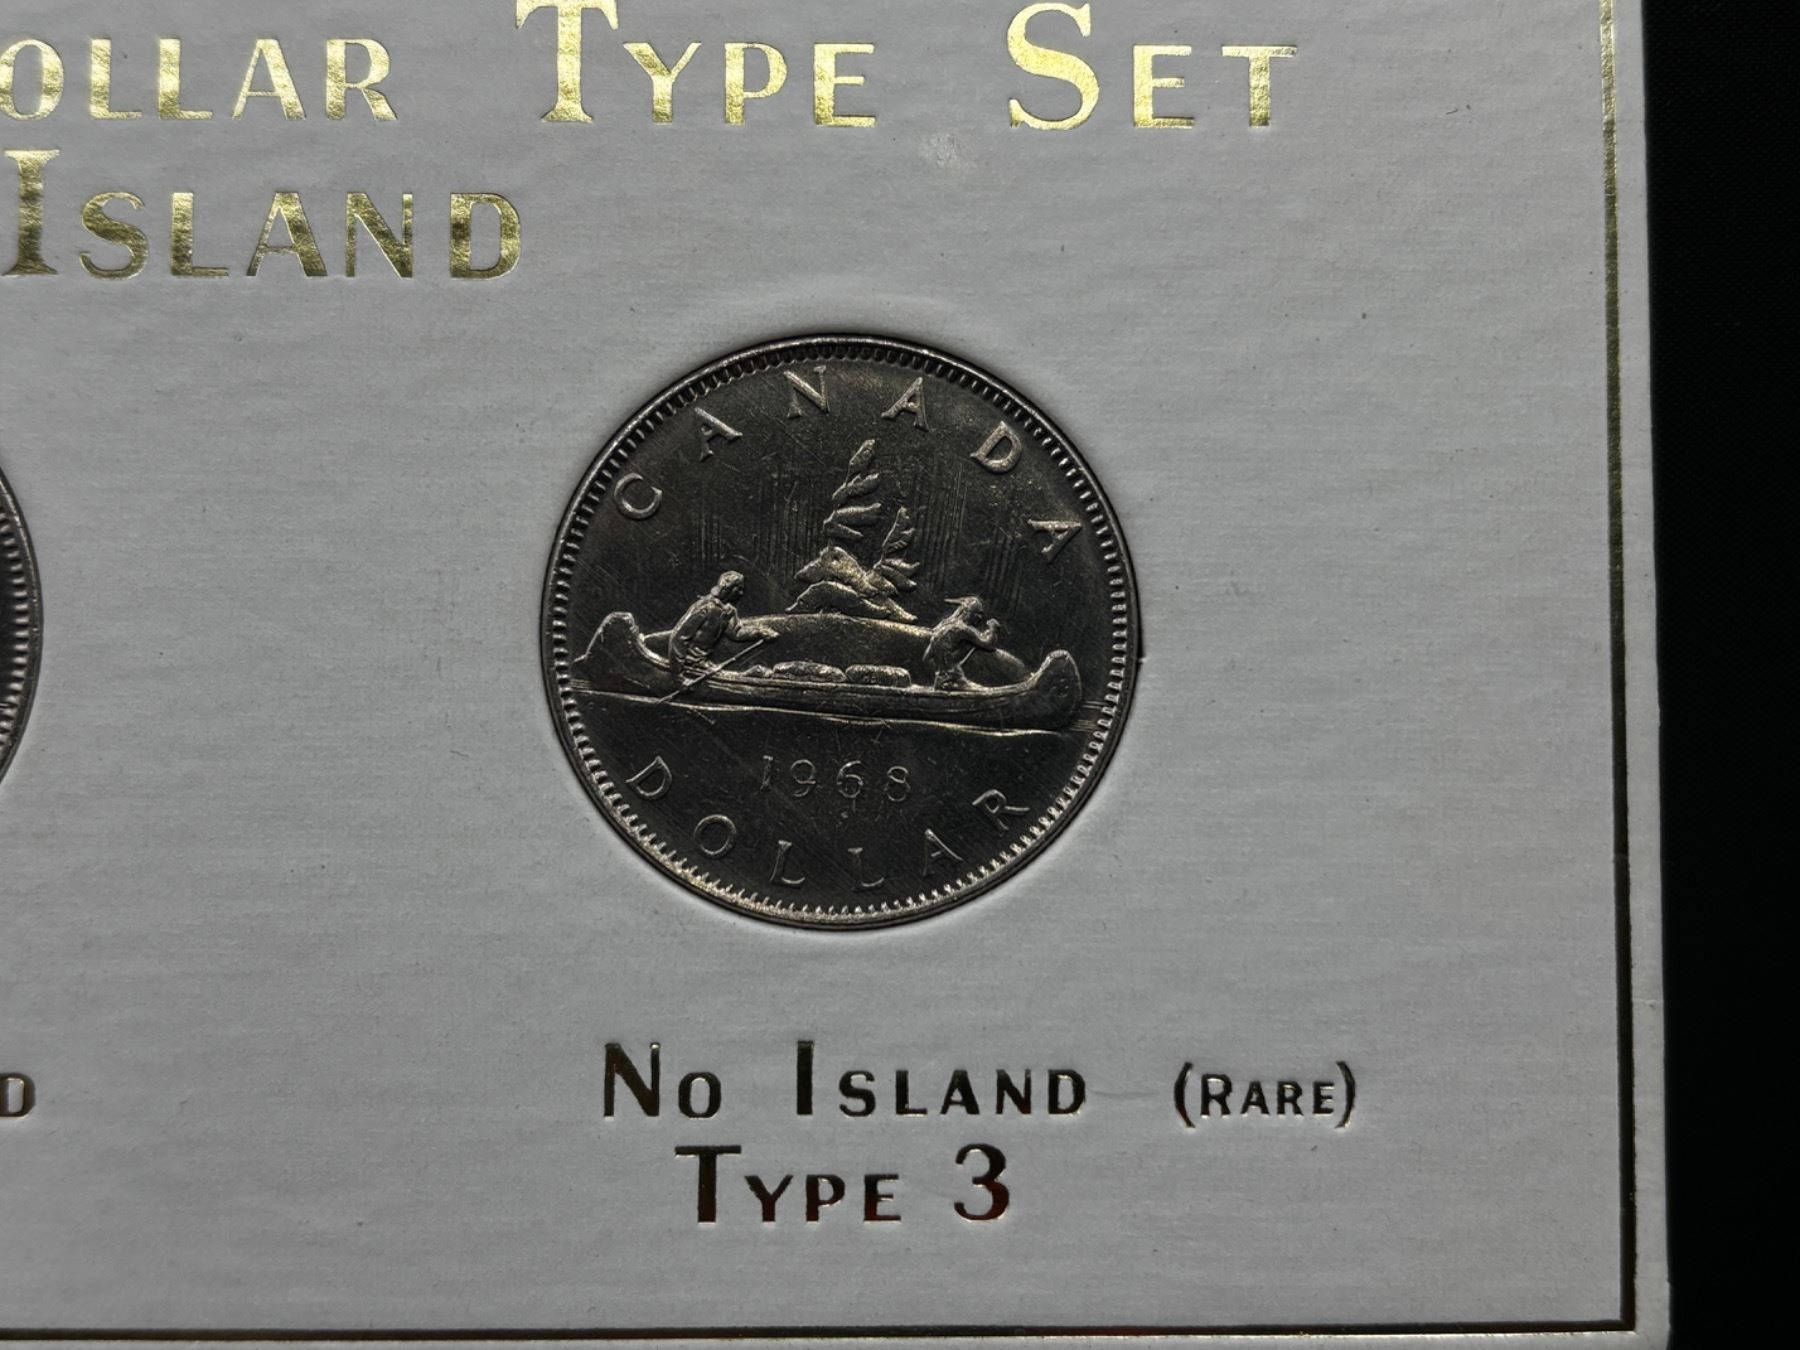 OLLAR TYPE SET
ISLAND
CANADA
1968
DOLLAR
D
NO ISLAND (RARE)
TYPE 3